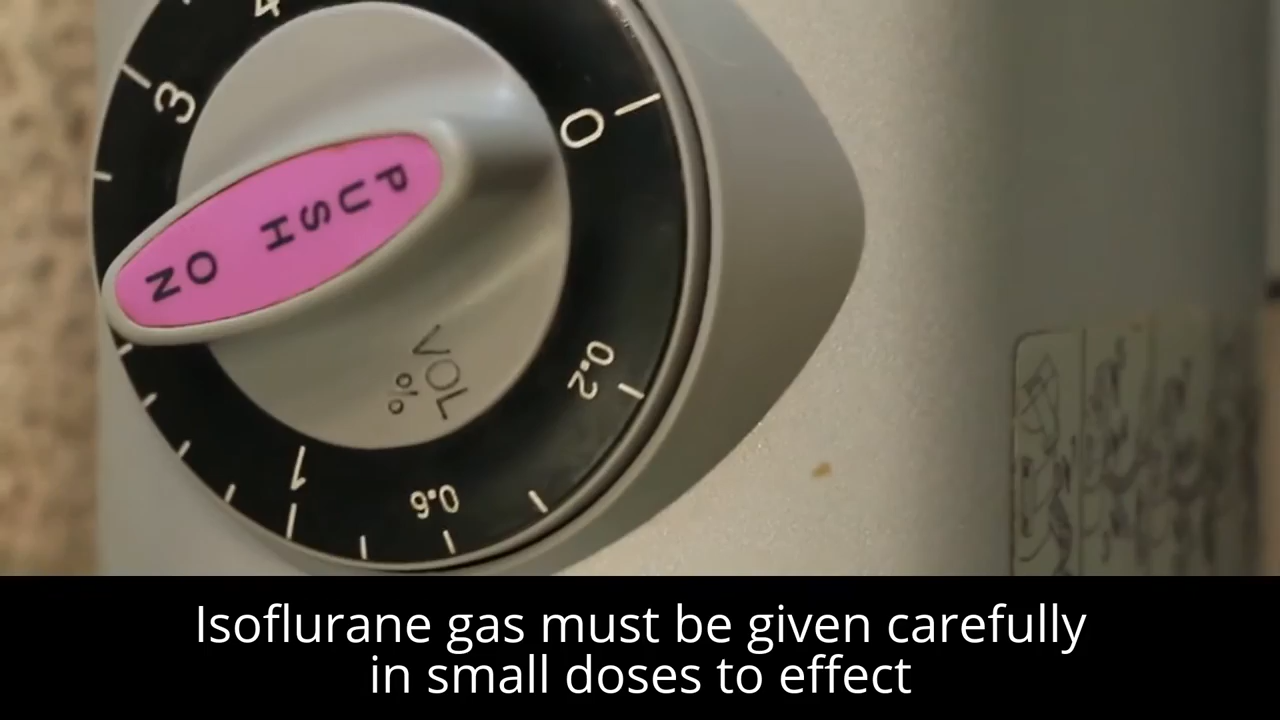 4
3
0
PUSH ON
VOL
%
0.2
0.6
1
Isoflurane gas must be given carefully
in small doses to effect